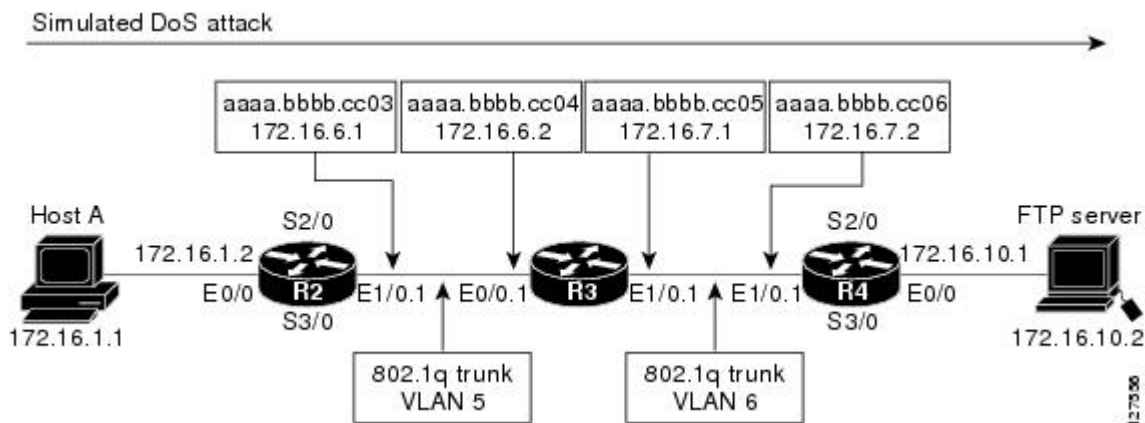 Simulated DoS attack
aaaa.bbbb.cc03
172.16.6.1
aaaa.bbbb.cc04
172.16.6.2
aaaa.bbbb.cc05
172.16.7.1
aaaa.bbbb.cc06
172.16.7.2
Host A
172.16.1.1
172.16.1.2
E0/0
S2/0
R2
S3/0
E1/0.1
E0/0.1
R3
E1/0.1
E1/0.1
S2/0
R4
S3/0
172.16.10.1
E0/0
FTP server
172.16.10.2
802.1q trunk
VLAN 5
802.1q trunk
VLAN 6